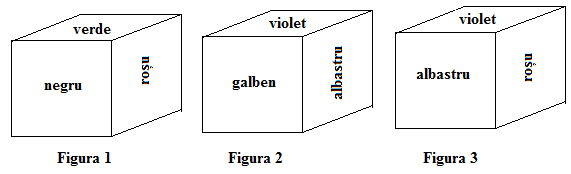 verde
negru
roșu
Figura 1
violet
galben
albastru
Figura 2
violet
albastru
roșu
Figura 3